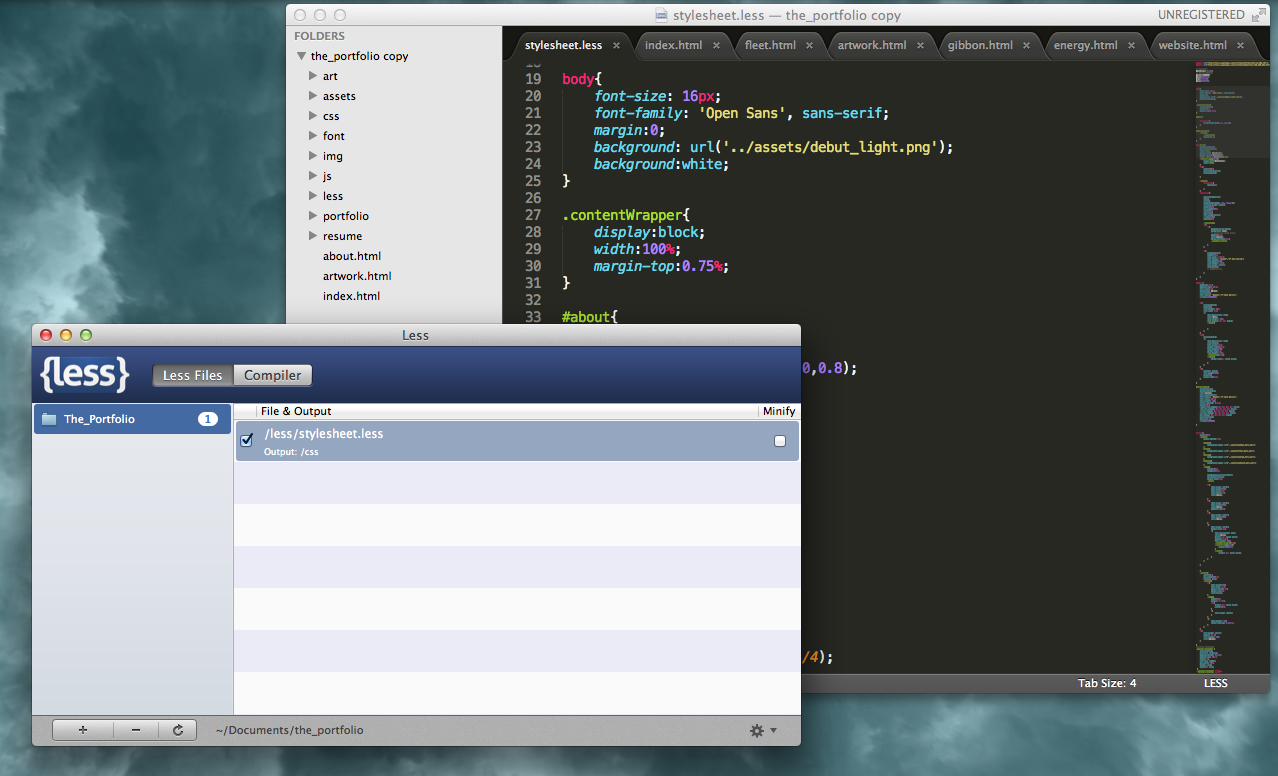 stylesheet.less — the_portfolio copy
UNREGISTERED
FOLDERS
the_portfolio copy
art
assets
css
font
img
js
less
portfolio
resume
about.html
artwork.html
index.html
stylesheet.less × index.html × fleet.html × artwork.html × gibbon.html × energy.html × website.html ×
18
19 body{
20 font-size: 16px;
21 font-family: 'Open Sans', sans-serif;
22 margin:0;
23 background: url('../assets/debut_light.png');
24 background:white;
25 }
26
27 .contentWrapper{
28 display:block;
29 width:100%;
30 margin-top:0.75%;
31 }
32
33 #about{
0,0.8);
/4);
Tab Size: 4 LESS
Less
{less} Less Files Compiler
The_Portfolio 1
File & Output Minify
/less/stylesheet.less
Output: /css
+ − ~/Documents/the_portfolio